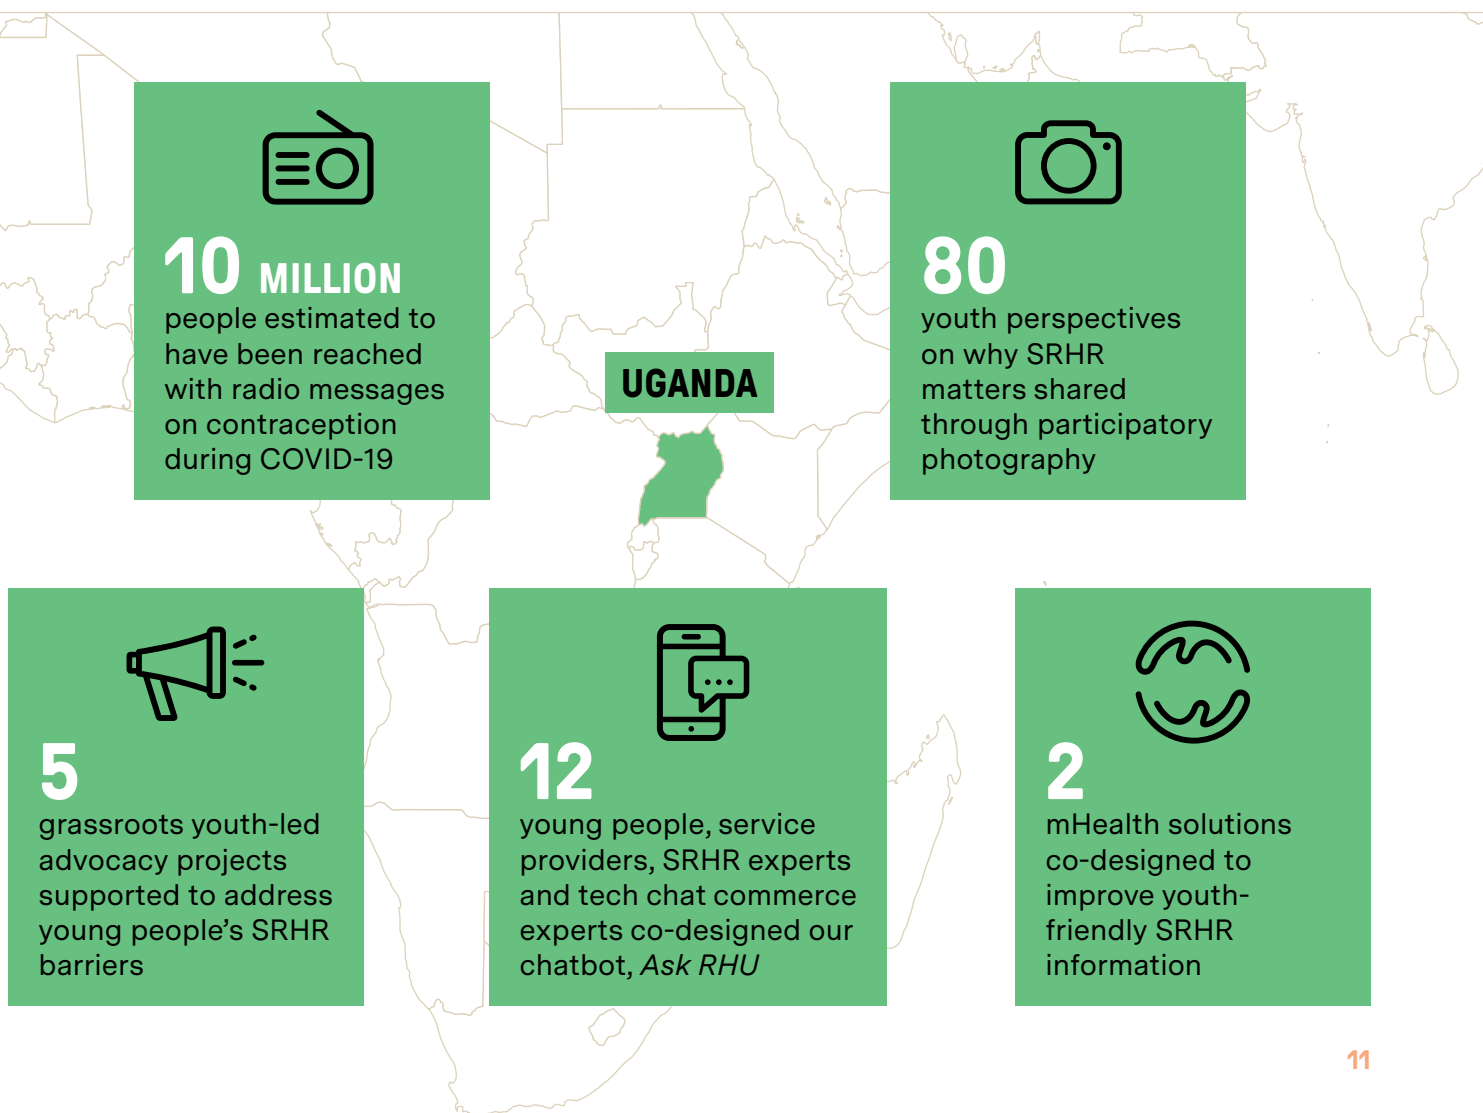 10 MILLION
people estimated to
have been reached
with radio messages
on contraception
during COVID-19
80
youth perspectives
on why SRHR
matters shared
through participatory
photography
UGANDA
5
grassroots youth-led
advocacy projects
supported to address
young people’s SRHR
barriers
12
young people, service
providers, SRHR experts
and tech chat commerce
experts co-designed our
chatbot, Ask RHU
2
mHealth solutions
co-designed to
improve youth-
friendly SRHR
information
11